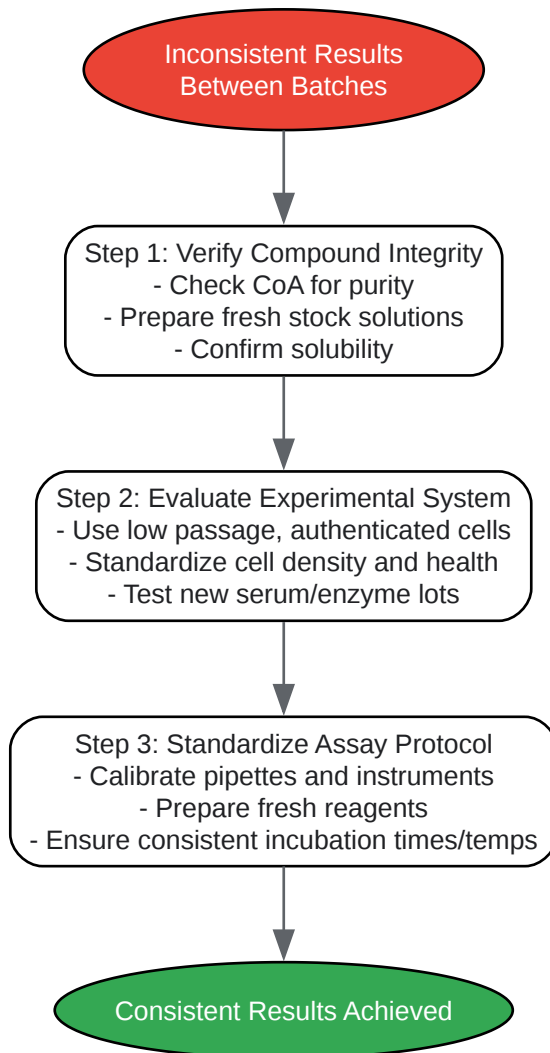 Inconsistent Results
Between Batches
Step 1: Verify Compound Integrity
- Check CoA for purity
- Prepare fresh stock solutions
- Confirm solubility
Step 2: Evaluate Experimental System
- Use low passage, authenticated cells
- Standardize cell density and health
- Test new serum/enzyme lots
Step 3: Standardize Assay Protocol
- Calibrate pipettes and instruments
- Prepare fresh reagents
- Ensure consistent incubation times/temps
Consistent Results Achieved